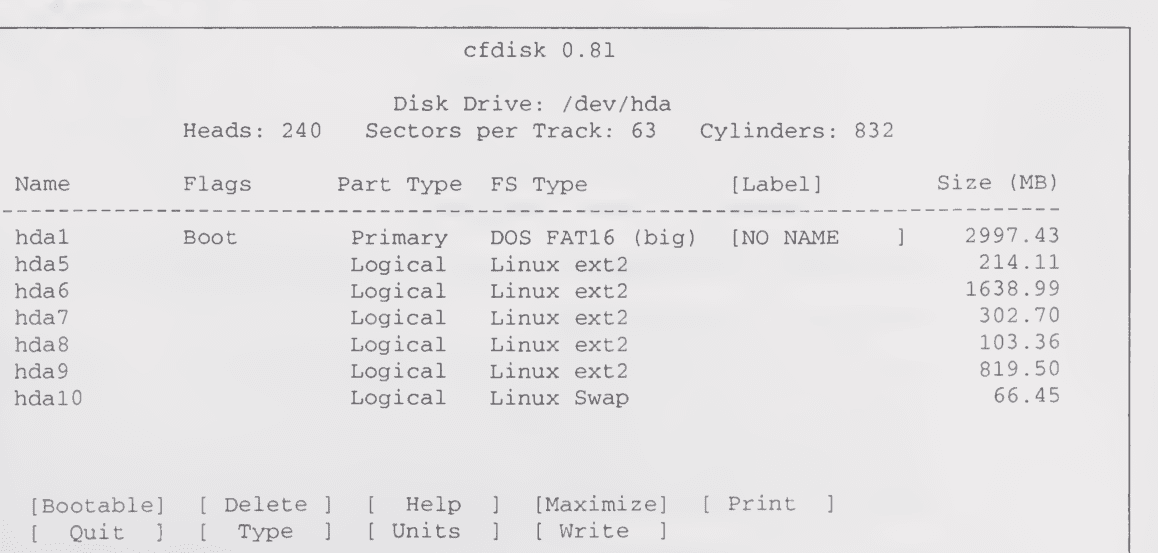 cfdisk 0.81
Disk Drive: /dev/hda
Heads: 240   Sectors per Track: 63   Cylinders: 832
Name   Flags   Part Type   FS Type   [Label]   Size (MB)
hda1   Boot   Primary   DOS FAT16 (big)   [NO NAME    ]   2997.43
hda5   Logical   Linux ext2   214.11
hda6   Logical   Linux ext2   1638.99
hda7   Logical   Linux ext2   302.70
hda8   Logical   Linux ext2   103.36
hda9   Logical   Linux ext2   819.50
hda10   Logical   Linux Swap   66.45
[Bootable]   [ Delete ]   [  Help  ]   [Maximize]   [ Print  ]
[  Quit  ]   [  Type  ]   [ Units  ]   [ Write  ]